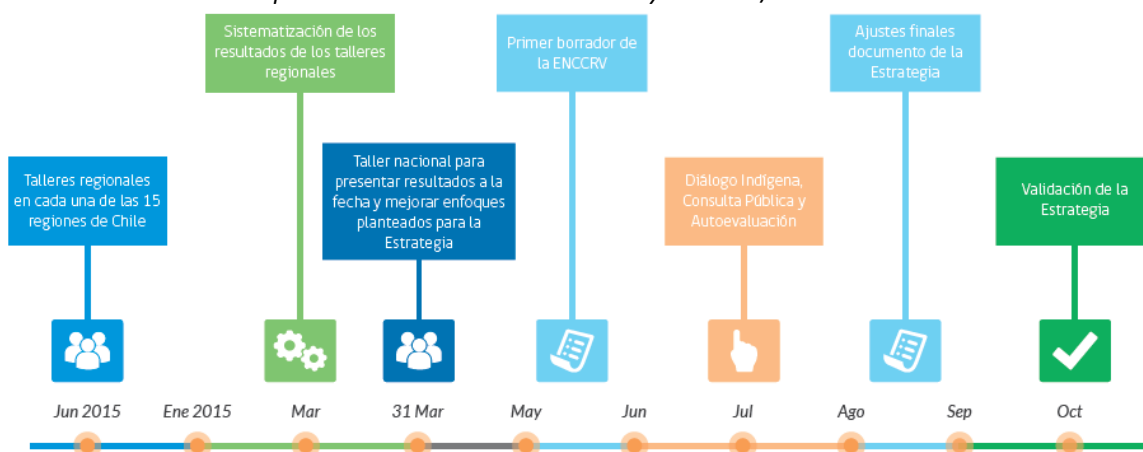 Sistematización de los
resultados de los talleres
regionales
Primer borrador de
la ENCCRV
Ajustes finales
documento de la
Estrategia
Talleres regionales
en cada una de las 15
regiones de Chile
Taller nacional para
presentar resultados a la
fecha y mejorar enfoques
planteados para la
Estrategia
Diálogo Indígena,
Consulta Pública y
Autoevaluación
Validación de la
Estrategia
Jun 2015
Ene 2015
Mar
31 Mar
May
Jun
Jul
Ago
Sep
Oct